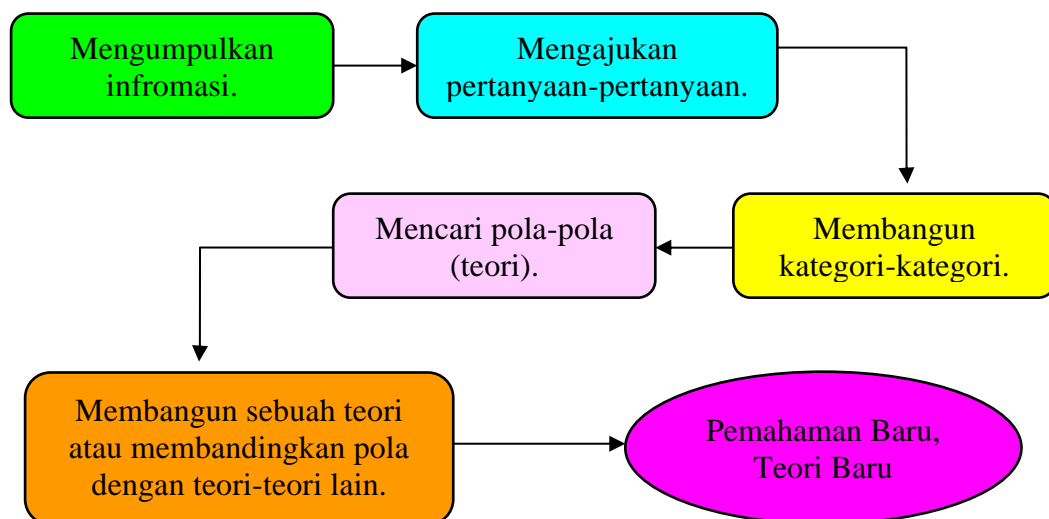 Mengumpulkan
infromasi.
Mengajukan
pertanyaan-pertanyaan.
Membangun
kategori-kategori.
Mencari pola-pola
(teori).
Membangun sebuah teori
atau membandingkan pola
dengan teori-teori lain.
Pemahaman Baru,
Teori Baru